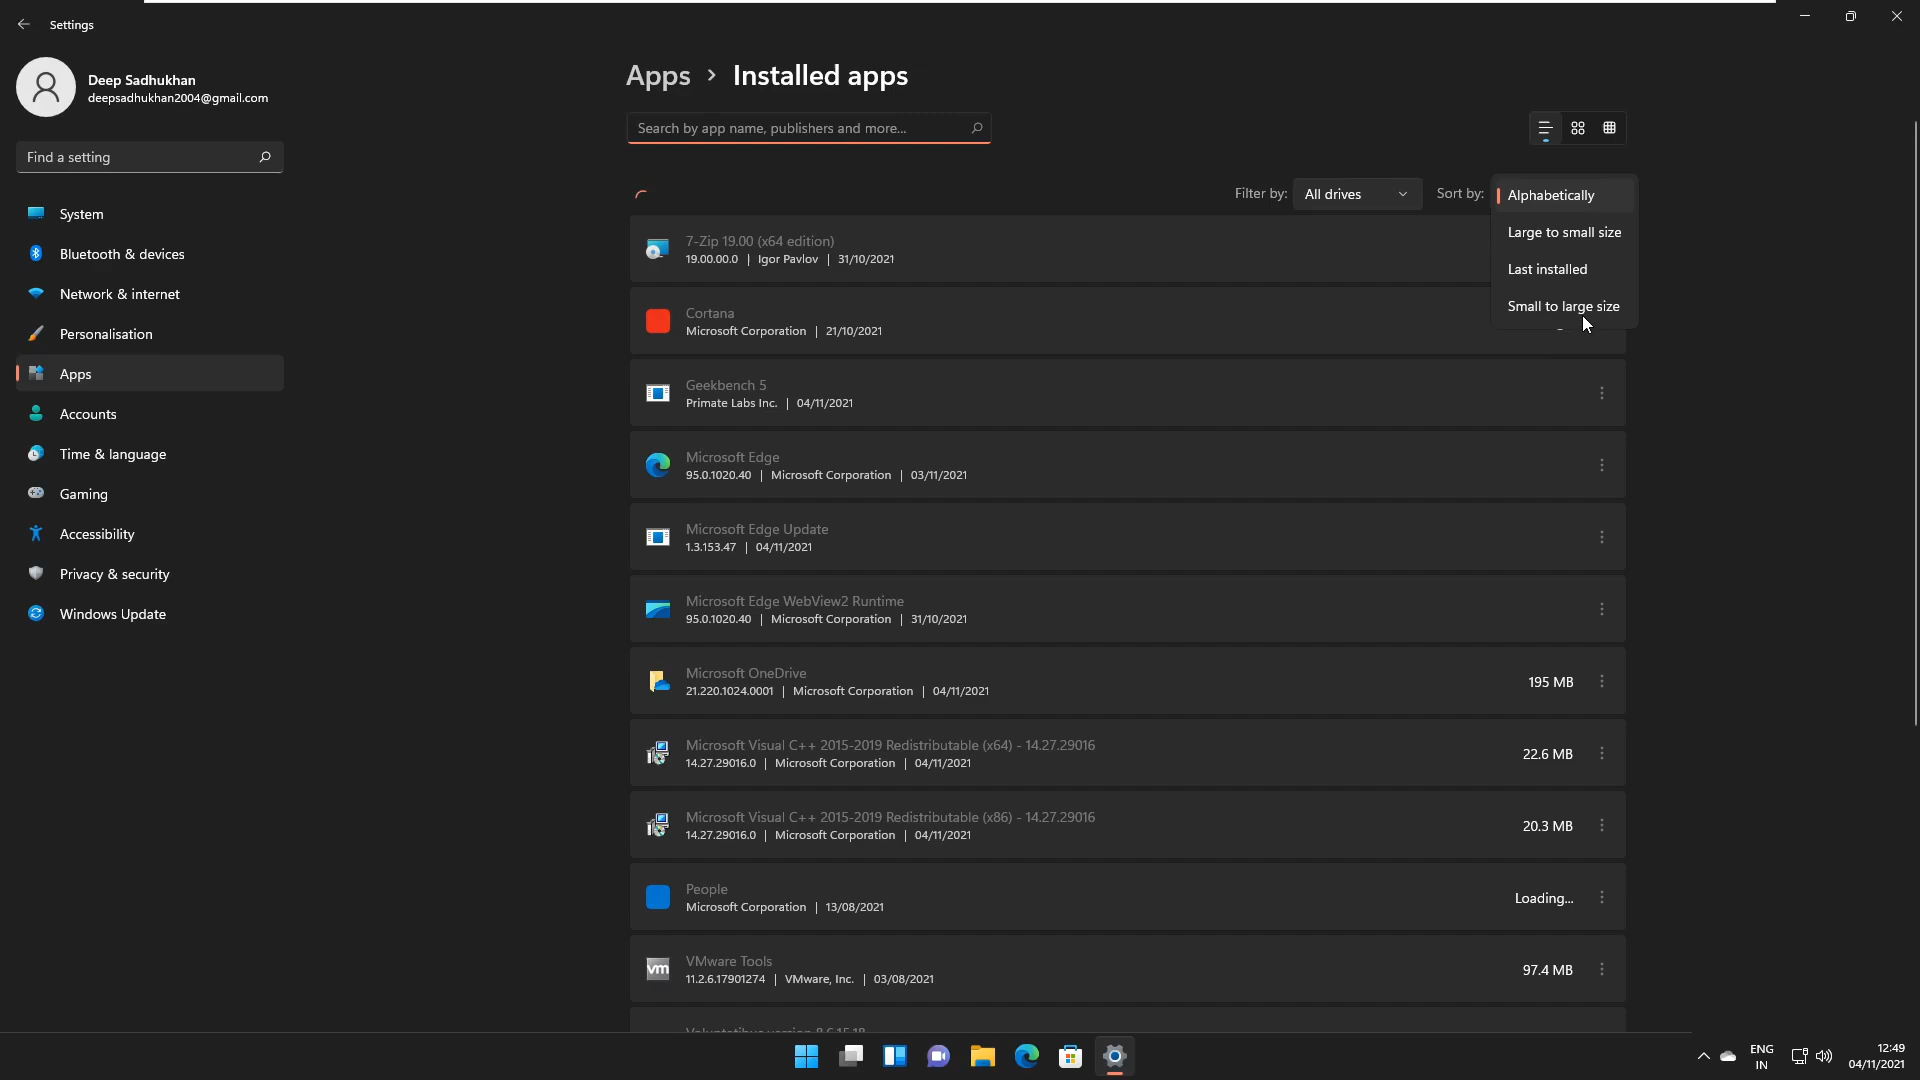 Settings
Deep Sadhukhan
deepsadhukhan2004@gmail.com
Find a setting
System
Bluetooth & devices
Network & internet
Personalisation
Apps
Accounts
Time & language
Gaming
Accessibility
Privacy & security
Windows Update
Apps > Installed apps
Search by app name, publishers and more...
Filter by: All drives Sort by: Alphabetically
Large to small size
Last installed
Small to large size
7-Zip 19.00 (x64 edition)
19.00.00.0 | Igor Pavlov | 31/10/2021
Cortana
Microsoft Corporation | 21/10/2021
Geekbench 5
Primate Labs Inc. | 04/11/2021
Microsoft Edge
95.0.1020.40 | Microsoft Corporation | 03/11/2021
Microsoft Edge Update
1.3.153.47 | 04/11/2021
Microsoft Edge WebView2 Runtime
95.0.1020.40 | Microsoft Corporation | 31/10/2021
Microsoft OneDrive
21.220.1024.0001 | Microsoft Corporation | 04/11/2021
195 MB
Microsoft Visual C++ 2015-2019 Redistributable (x64) - 14.27.29016
14.27.29016.0 | Microsoft Corporation | 04/11/2021
22.6 MB
Microsoft Visual C++ 2015-2019 Redistributable (x86) - 14.27.29016
14.27.29016.0 | Microsoft Corporation | 04/11/2021
20.3 MB
People
Microsoft Corporation | 13/08/2021
Loading...
vm
VMware Tools
11.2.6.17901274 | VMware, Inc. | 03/08/2021
97.4 MB
ENG
IN
12:49
04/11/2021